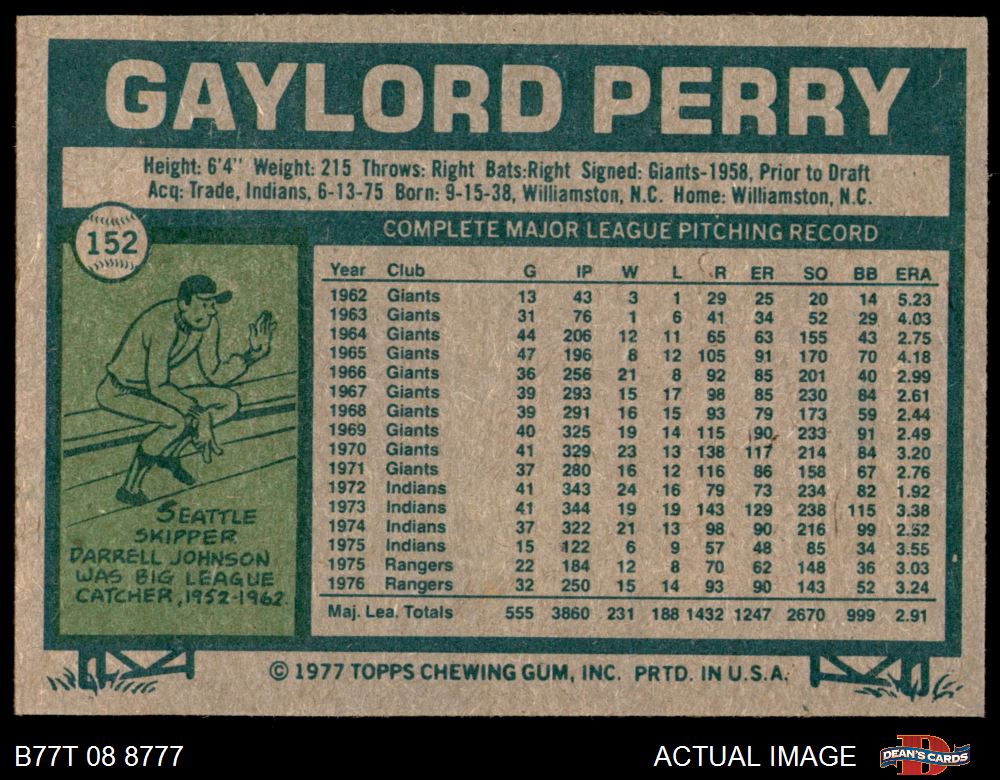 GAYLORD PERRY
Height: 6'4" Weight: 215 Throws: Right Bats:Right Signed: Giants-1958, Prior to Draft
Acq: Trade, Indians, 6-13-75 Born: 9-15-38, Williamston, N.C. Home: Williamston, N.C.
152
COMPLETE MAJOR LEAGUE PITCHING RECORD
Year Club G IP W L R ER SO BB ERA
1962 Giants 13 43 3 1 29 25 20 14 5.23
1963 Giants 31 76 1 6 41 34 52 29 4.03
1964 Giants 44 206 12 11 65 63 155 43 2.75
1965 Giants 47 196 8 12 105 91 170 70 4.18
1966 Giants 36 256 21 8 92 85 201 40 2.99
1967 Giants 39 293 15 17 98 85 230 84 2.61
1968 Giants 39 291 16 15 93 79 173 59 2.44
1969 Giants 40 325 19 14 115 90 233 91 2.49
1970 Giants 41 329 23 13 138 117 214 84 3.20
1971 Giants 37 280 16 12 116 86 158 67 2.76
1972 Indians 41 343 24 16 79 73 234 82 1.92
1973 Indians 41 344 19 19 143 129 238 115 3.38
1974 Indians 37 322 21 13 98 90 216 99 2.52
1975 Indians 15 122 6 9 57 48 85 34 3.55
1975 Rangers 22 184 12 8 70 62 148 36 3.03
1976 Rangers 32 250 15 14 93 90 143 52 3.24
Maj. Lea. Totals 555 3860 231 188 1432 1247 2670 999 2.91
SEATTLE
SKIPPER
DARRELL JOHNSON
WAS BIG LEAGUE
CATCHER, 1952-1962.
© 1977 TOPPS CHEWING GUM, INC. PRTD. IN U.S.A.
B77T 08 8777
ACTUAL IMAGE
DEAN'S CARDS